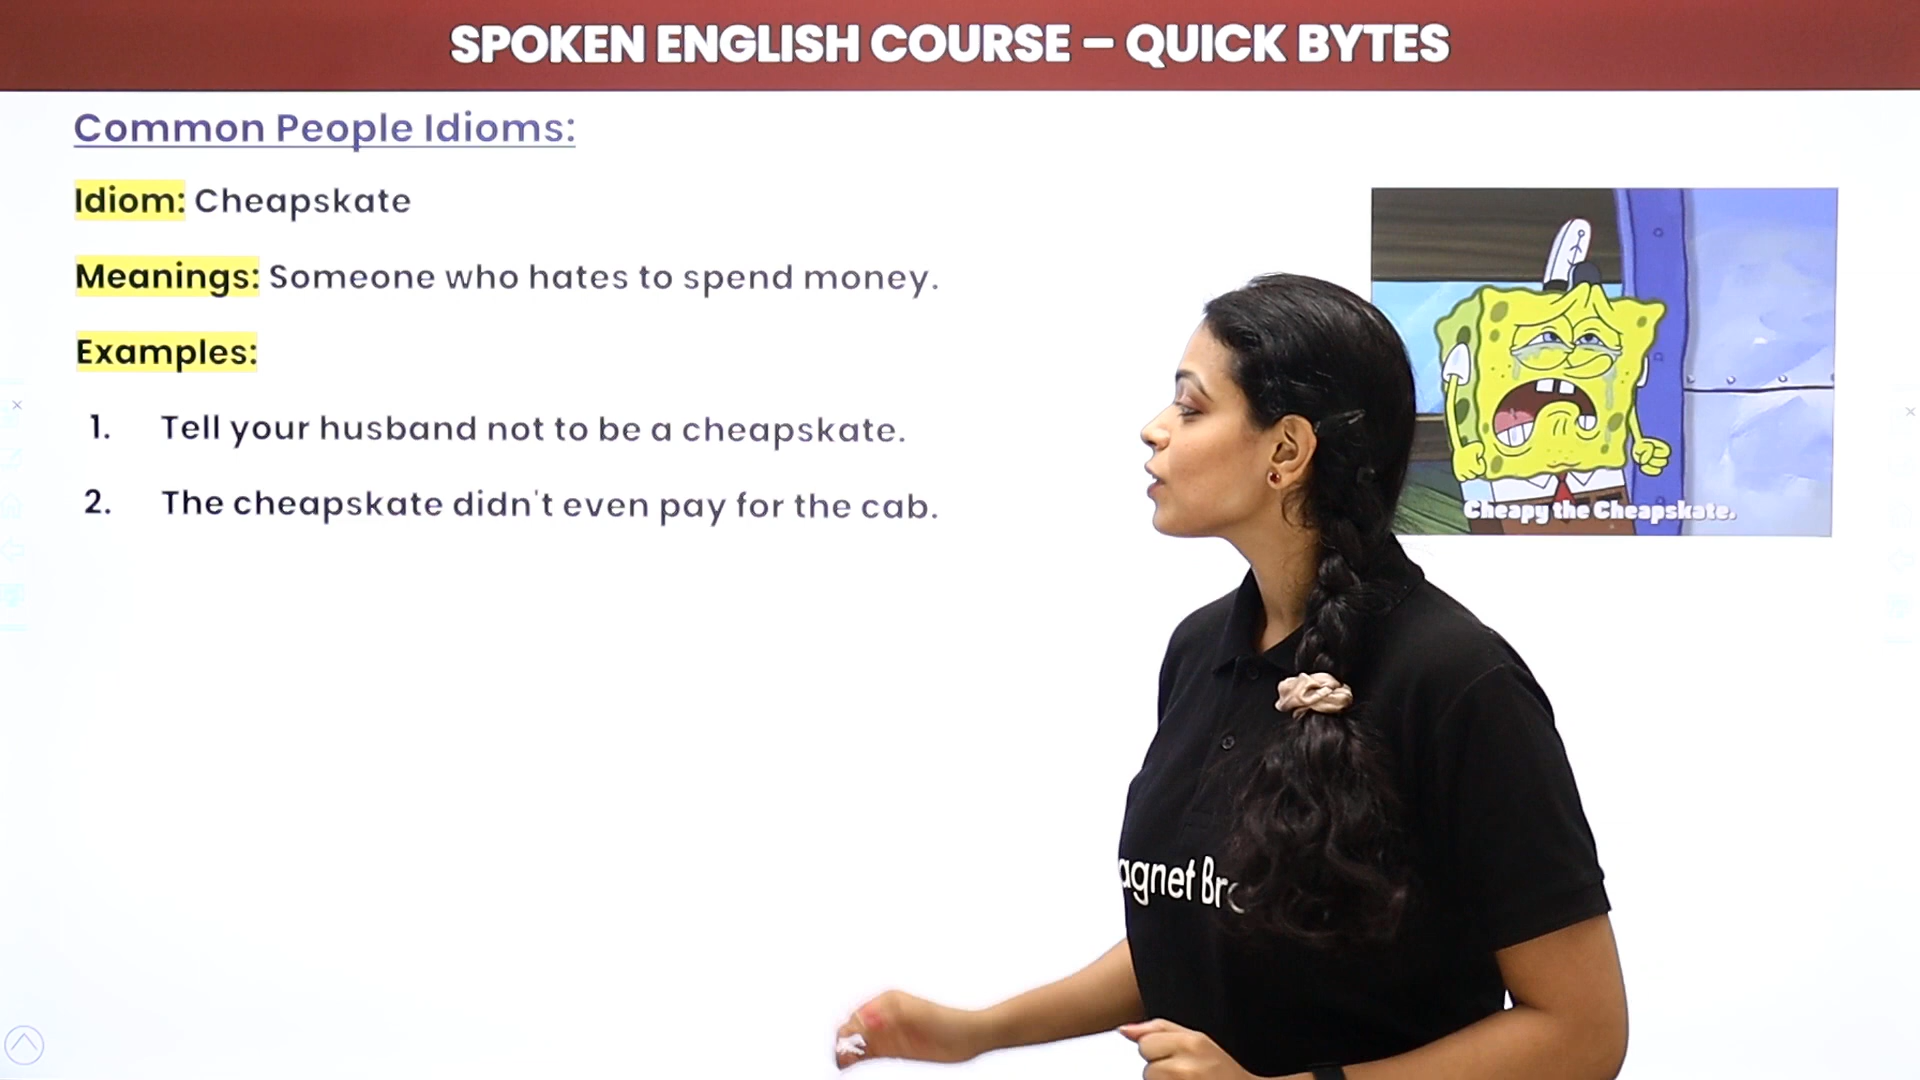 SPOKEN ENGLISH COURSE – QUICK BYTES
Common People Idioms:
Idiom: Cheapskate
Meanings: Someone who hates to spend money.
Examples:
1. Tell your husband not to be a cheapskate.
2. The cheapskate didn't even pay for the cab.
Cheapy the Cheapskate.
agnet Br